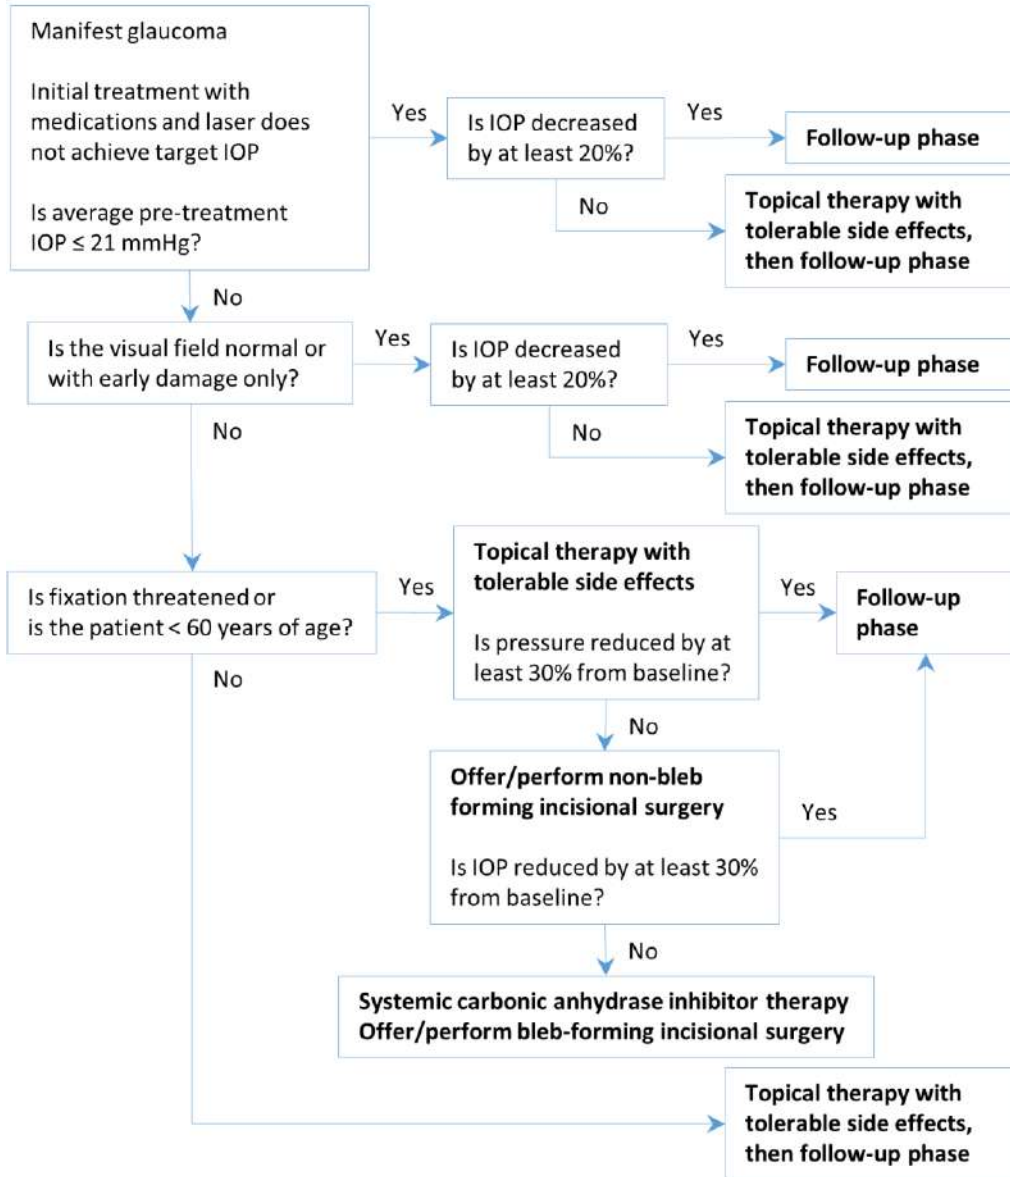 Manifest glaucoma
Initial treatment with
medications and laser does
not achieve target IOP
Is average pre-treatment
IOP ≤ 21 mmHg?
Yes
Is IOP decreased
by at least 20%?
Yes
Follow-up phase
No
Topical therapy with
tolerable side effects,
then follow-up phase
No
Is the visual field normal or
with early damage only?
Yes
Is IOP decreased
by at least 20%?
Yes
Follow-up phase
No
Topical therapy with
tolerable side effects,
then follow-up phase
No
Is fixation threatened or
is the patient < 60 years of age?
Yes
Topical therapy with
tolerable side effects
Is pressure reduced by at
least 30% from baseline?
Yes
Follow-up
phase
No
No
Offer/perform non-bleb
forming incisional surgery
Is IOP reduced by at least 30%
from baseline?
Yes
No
Systemic carbonic anhydrase inhibitor therapy
Offer/perform bleb-forming incisional surgery
Topical therapy with
tolerable side effects,
then follow-up phase